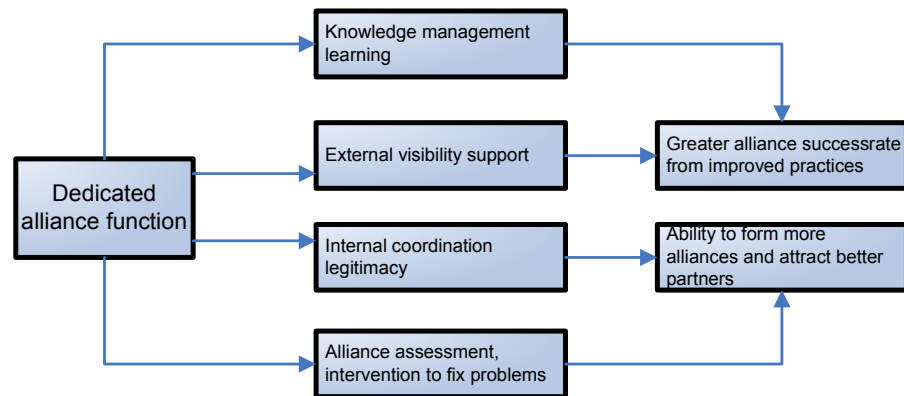 Knowledge management
learning
External visibility support
Greater alliance successrate
from improved practices
Dedicated
alliance function
Internal coordination
legitimacy
Ability to form more
alliances and attract better
partners
Alliance assessment,
intervention to fix problems